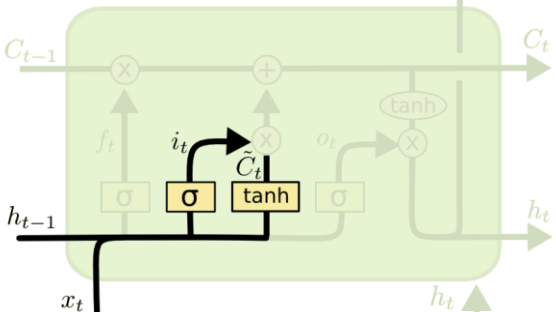 C_{t-1} x + C_t
tanh
f_t i_t x o_t x
C̃_t
σ σ tanh σ
h_{t-1} h_t
x_t h_t